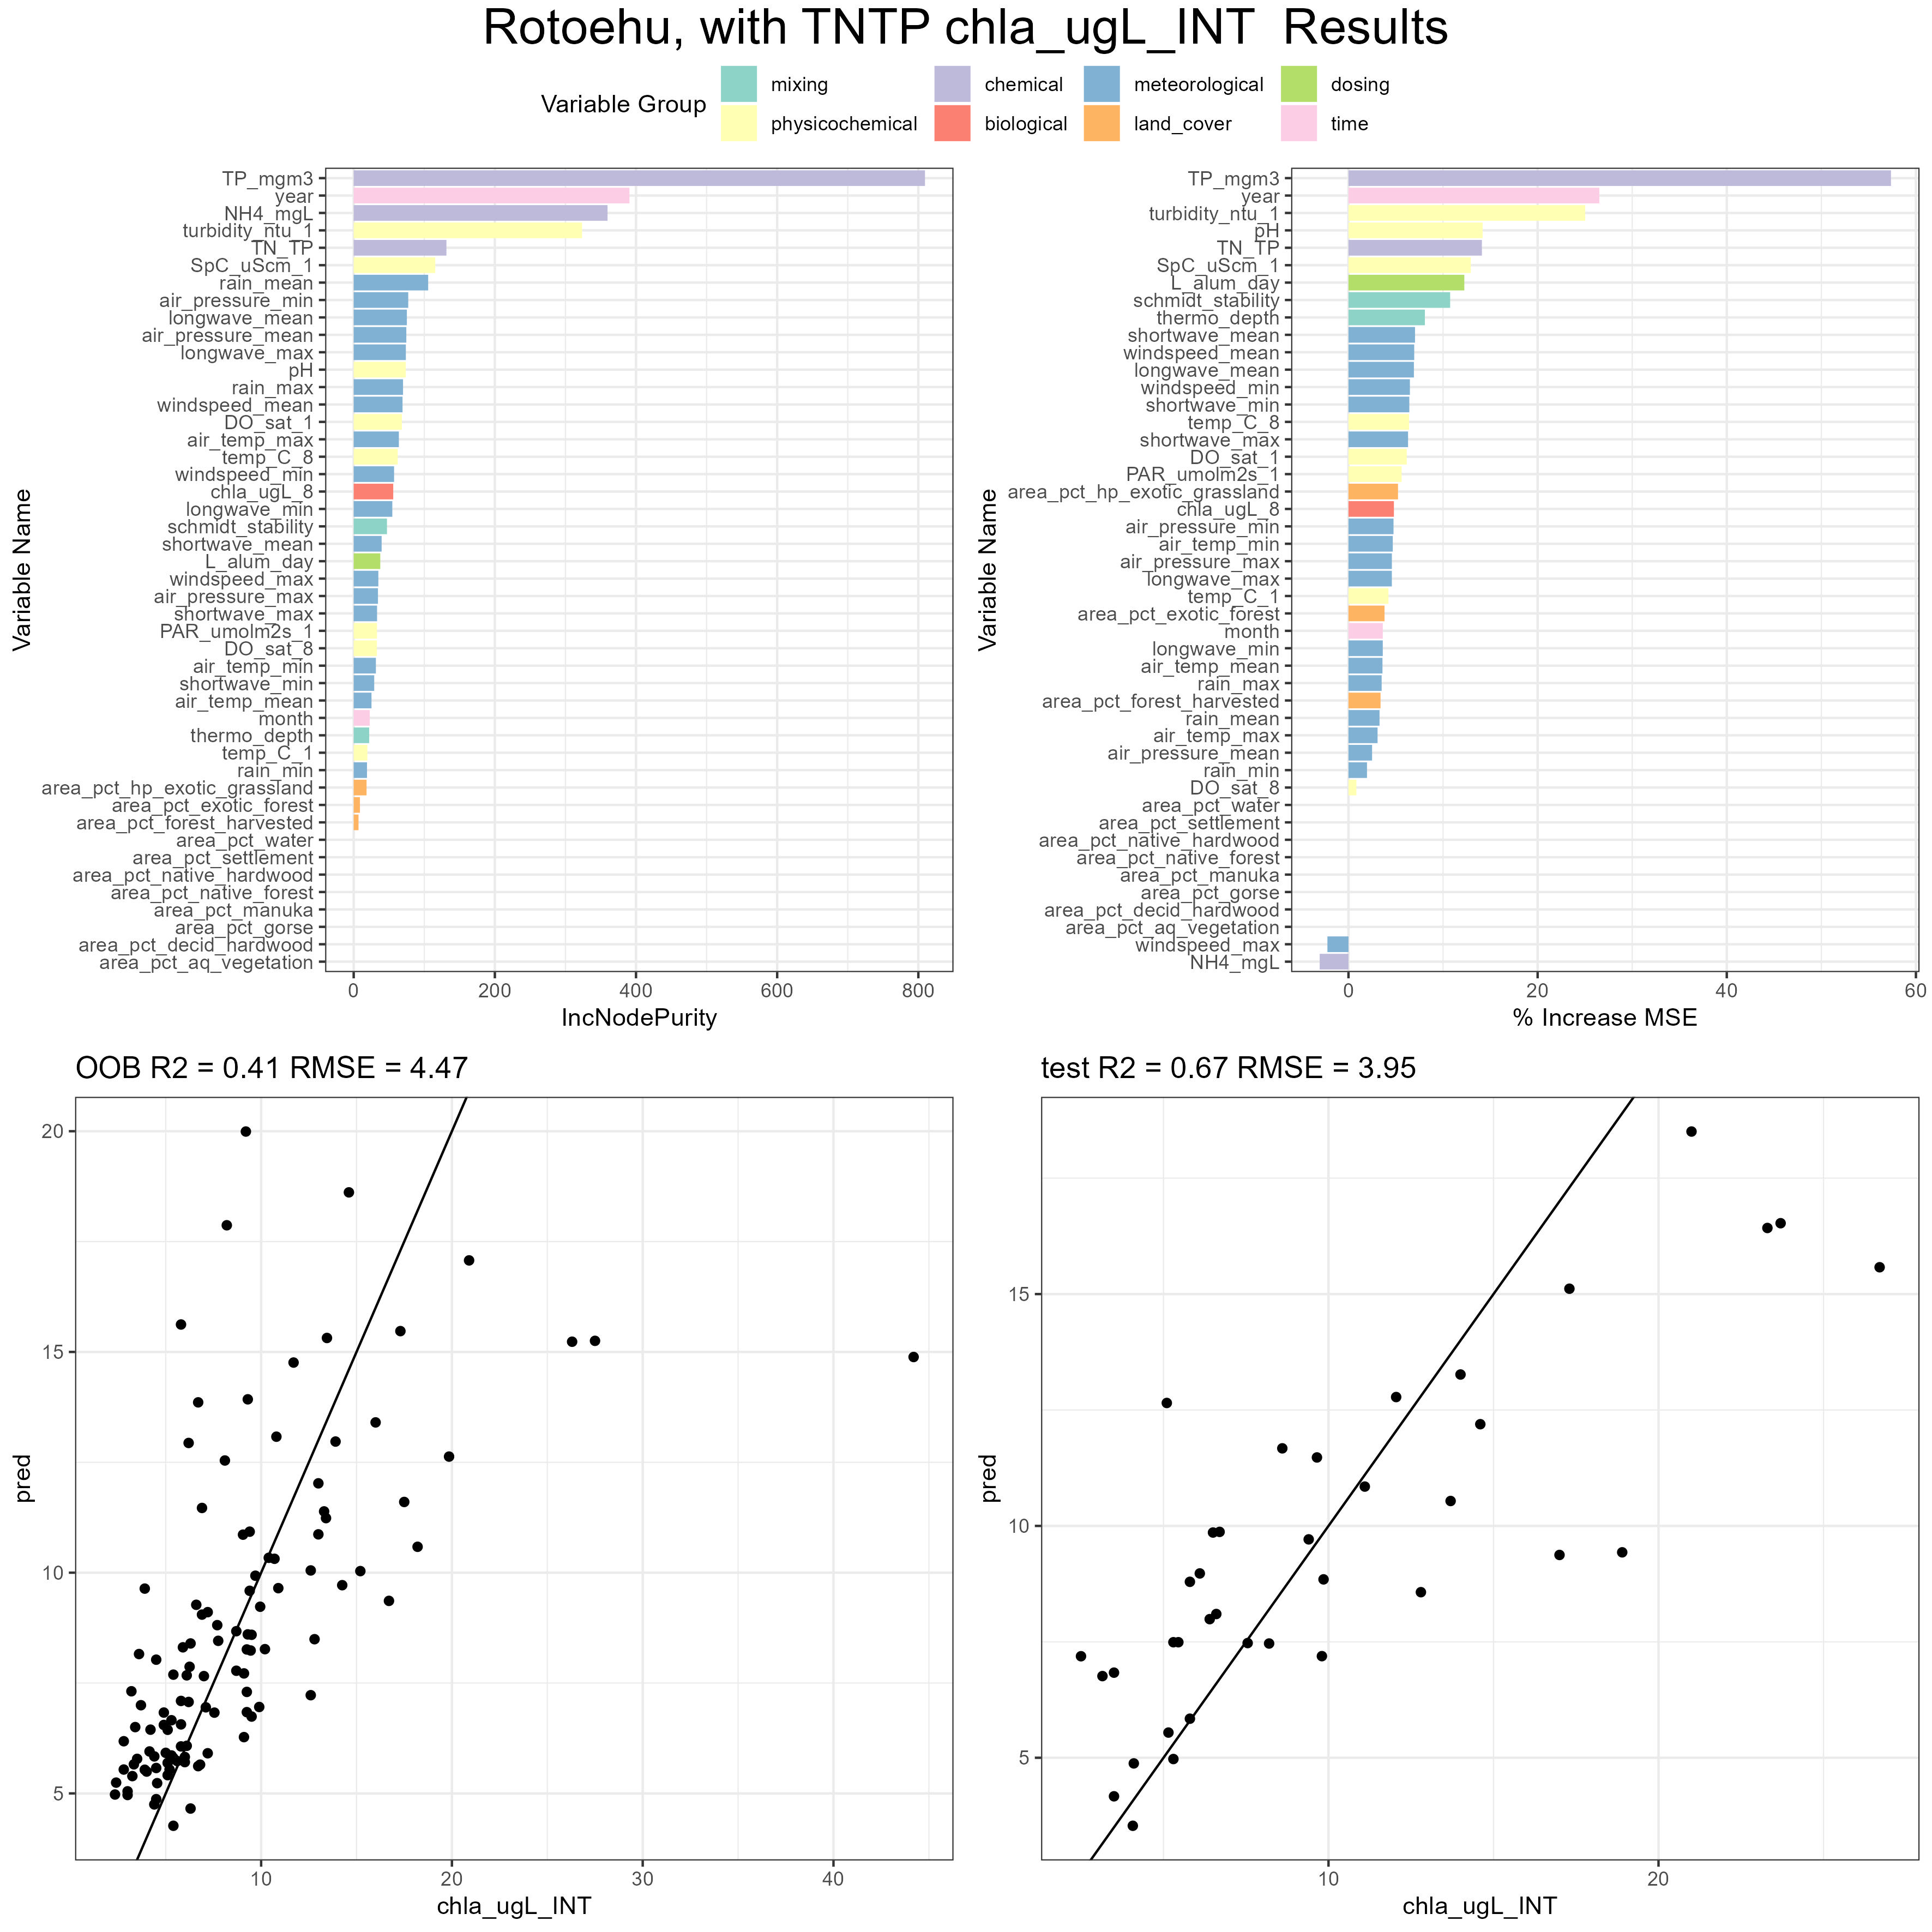 Rotoehu, with TNTP chla_ugL_INT  Results
Variable Group
mixing
chemical
meteorological
dosing
physicochemical
biological
land_cover
time
Variable Name
TP_mgm3
year
NH4_mgL
turbidity_ntu_1
TN_TP
SpC_uScm_1
rain_mean
air_pressure_min
longwave_mean
air_pressure_mean
longwave_max
pH
rain_max
windspeed_mean
DO_sat_1
air_temp_max
temp_C_8
windspeed_min
chla_ugL_8
longwave_min
schmidt_stability
shortwave_mean
L_alum_day
windspeed_max
air_pressure_max
shortwave_max
PAR_umolm2s_1
DO_sat_8
air_temp_min
shortwave_min
air_temp_mean
month
thermo_depth
temp_C_1
rain_min
area_pct_hp_exotic_grassland
area_pct_exotic_forest
area_pct_forest_harvested
area_pct_water
area_pct_settlement
area_pct_native_hardwood
area_pct_native_forest
area_pct_manuka
area_pct_gorse
area_pct_decid_hardwood
area_pct_aq_vegetation
0 200 400 600 800
IncNodePurity
Variable Name
TP_mgm3
year
turbidity_ntu_1
pH
TN_TP
SpC_uScm_1
L_alum_day
schmidt_stability
thermo_depth
shortwave_mean
windspeed_mean
longwave_mean
windspeed_min
shortwave_min
temp_C_8
shortwave_max
DO_sat_1
PAR_umolm2s_1
area_pct_hp_exotic_grassland
chla_ugL_8
air_pressure_min
air_temp_min
air_pressure_max
longwave_max
temp_C_1
area_pct_exotic_forest
month
longwave_min
air_temp_mean
rain_max
area_pct_forest_harvested
rain_mean
air_temp_max
air_pressure_mean
rain_min
DO_sat_8
area_pct_water
area_pct_settlement
area_pct_native_hardwood
area_pct_native_forest
area_pct_manuka
area_pct_gorse
area_pct_decid_hardwood
area_pct_aq_vegetation
windspeed_max
NH4_mgL
0 20 40 60
% Increase MSE
OOB R2 = 0.41 RMSE = 4.47
pred
20
15
10
5
10 20 30 40
chla_ugL_INT
test R2 = 0.67 RMSE = 3.95
pred
15
10
5
10 20
chla_ugL_INT